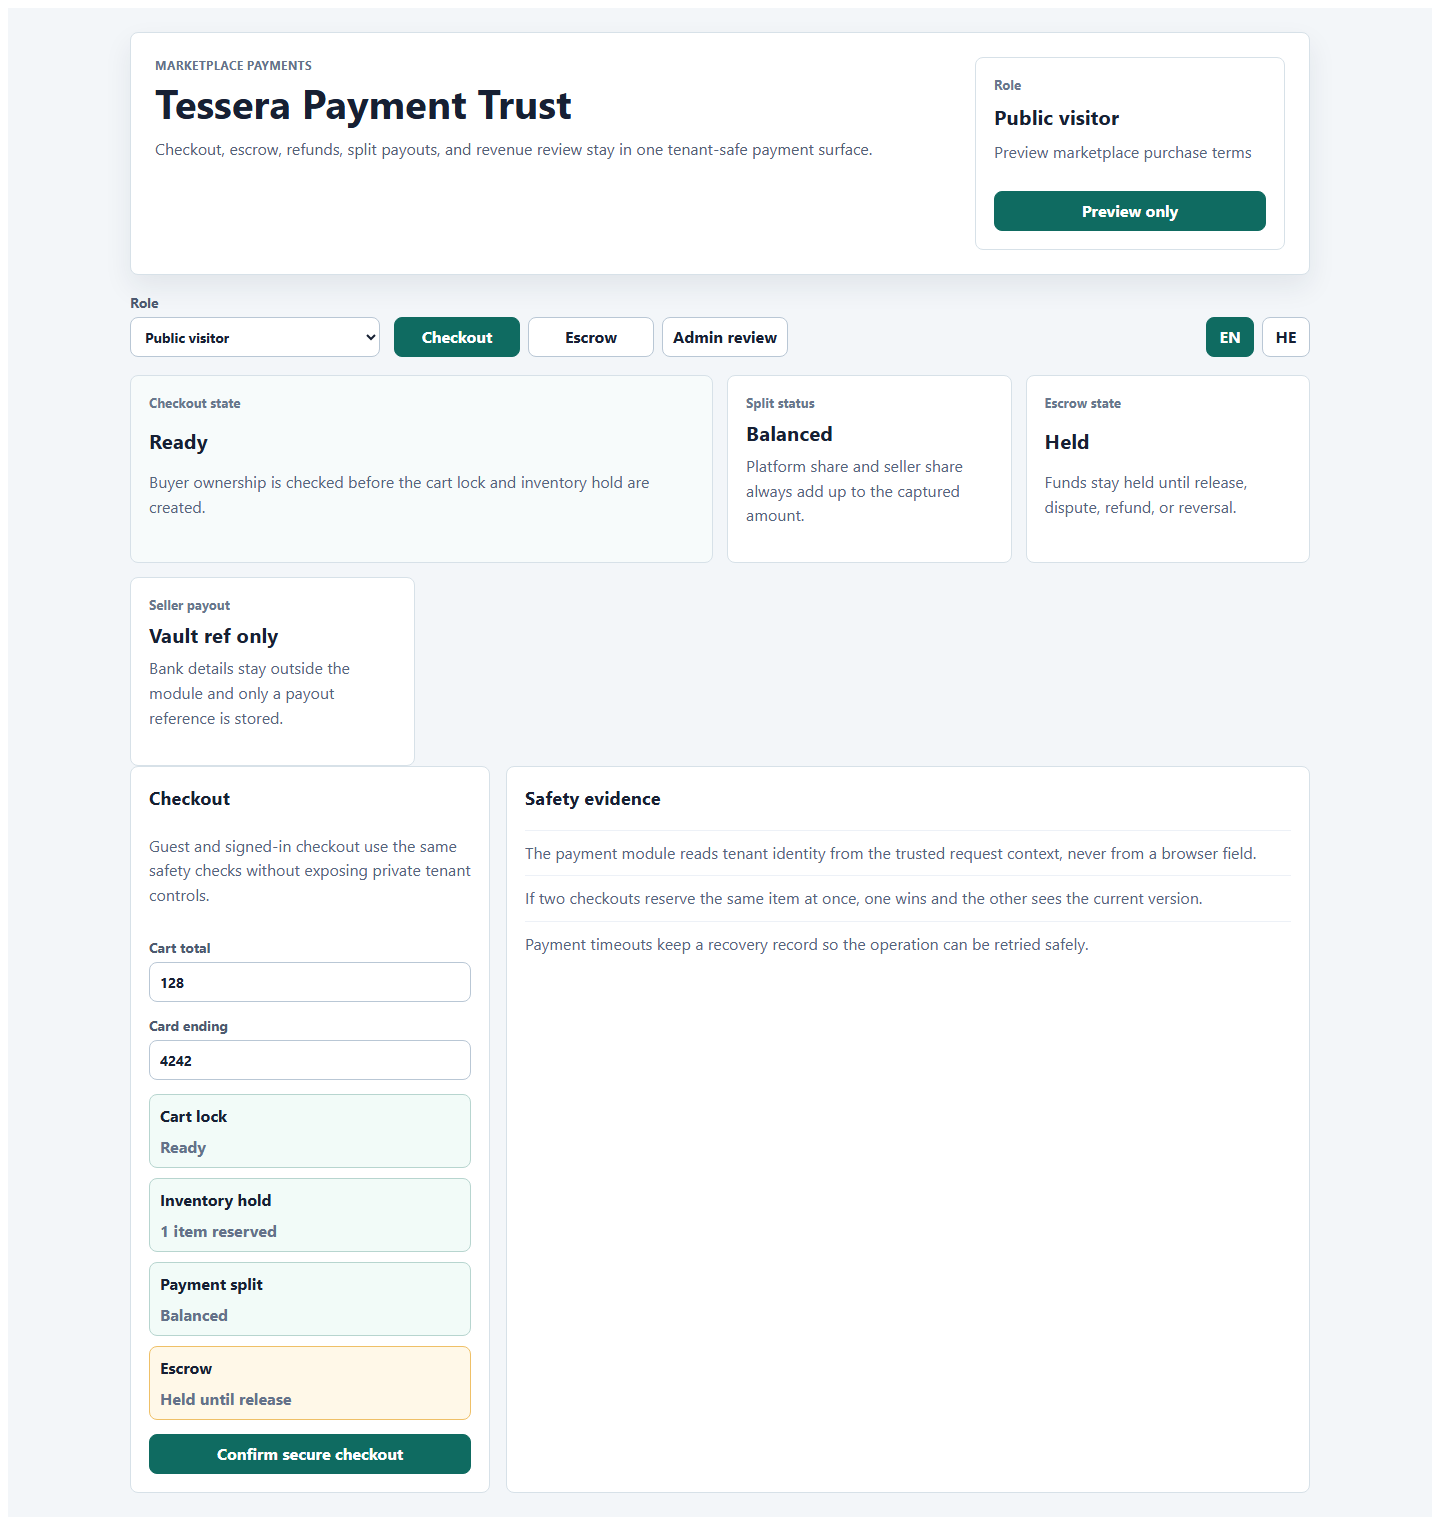 MARKETPLACE PAYMENTS
Tessera Payment Trust
Checkout, escrow, refunds, split payouts, and revenue review stay in one tenant-safe payment surface.
Role
Public visitor
Preview marketplace purchase terms
Preview only
Role
Public visitor
Checkout
Escrow
Admin review
EN
HE
Checkout state
Ready
Buyer ownership is checked before the cart lock and inventory hold are
created.
Split status
Balanced
Platform share and seller share
always add up to the captured
amount.
Escrow state
Held
Funds stay held until release,
dispute, refund, or reversal.
Seller payout
Vault ref only
Bank details stay outside the
module and only a payout
reference is stored.
Checkout
Guest and signed-in checkout use the same
safety checks without exposing private tenant
controls.
Cart total
128
Card ending
4242
Cart lock
Ready
Inventory hold
1 item reserved
Payment split
Balanced
Escrow
Held until release
Confirm secure checkout
Safety evidence
The payment module reads tenant identity from the trusted request context, never from a browser field.
If two checkouts reserve the same item at once, one wins and the other sees the current version.
Payment timeouts keep a recovery record so the operation can be retried safely.